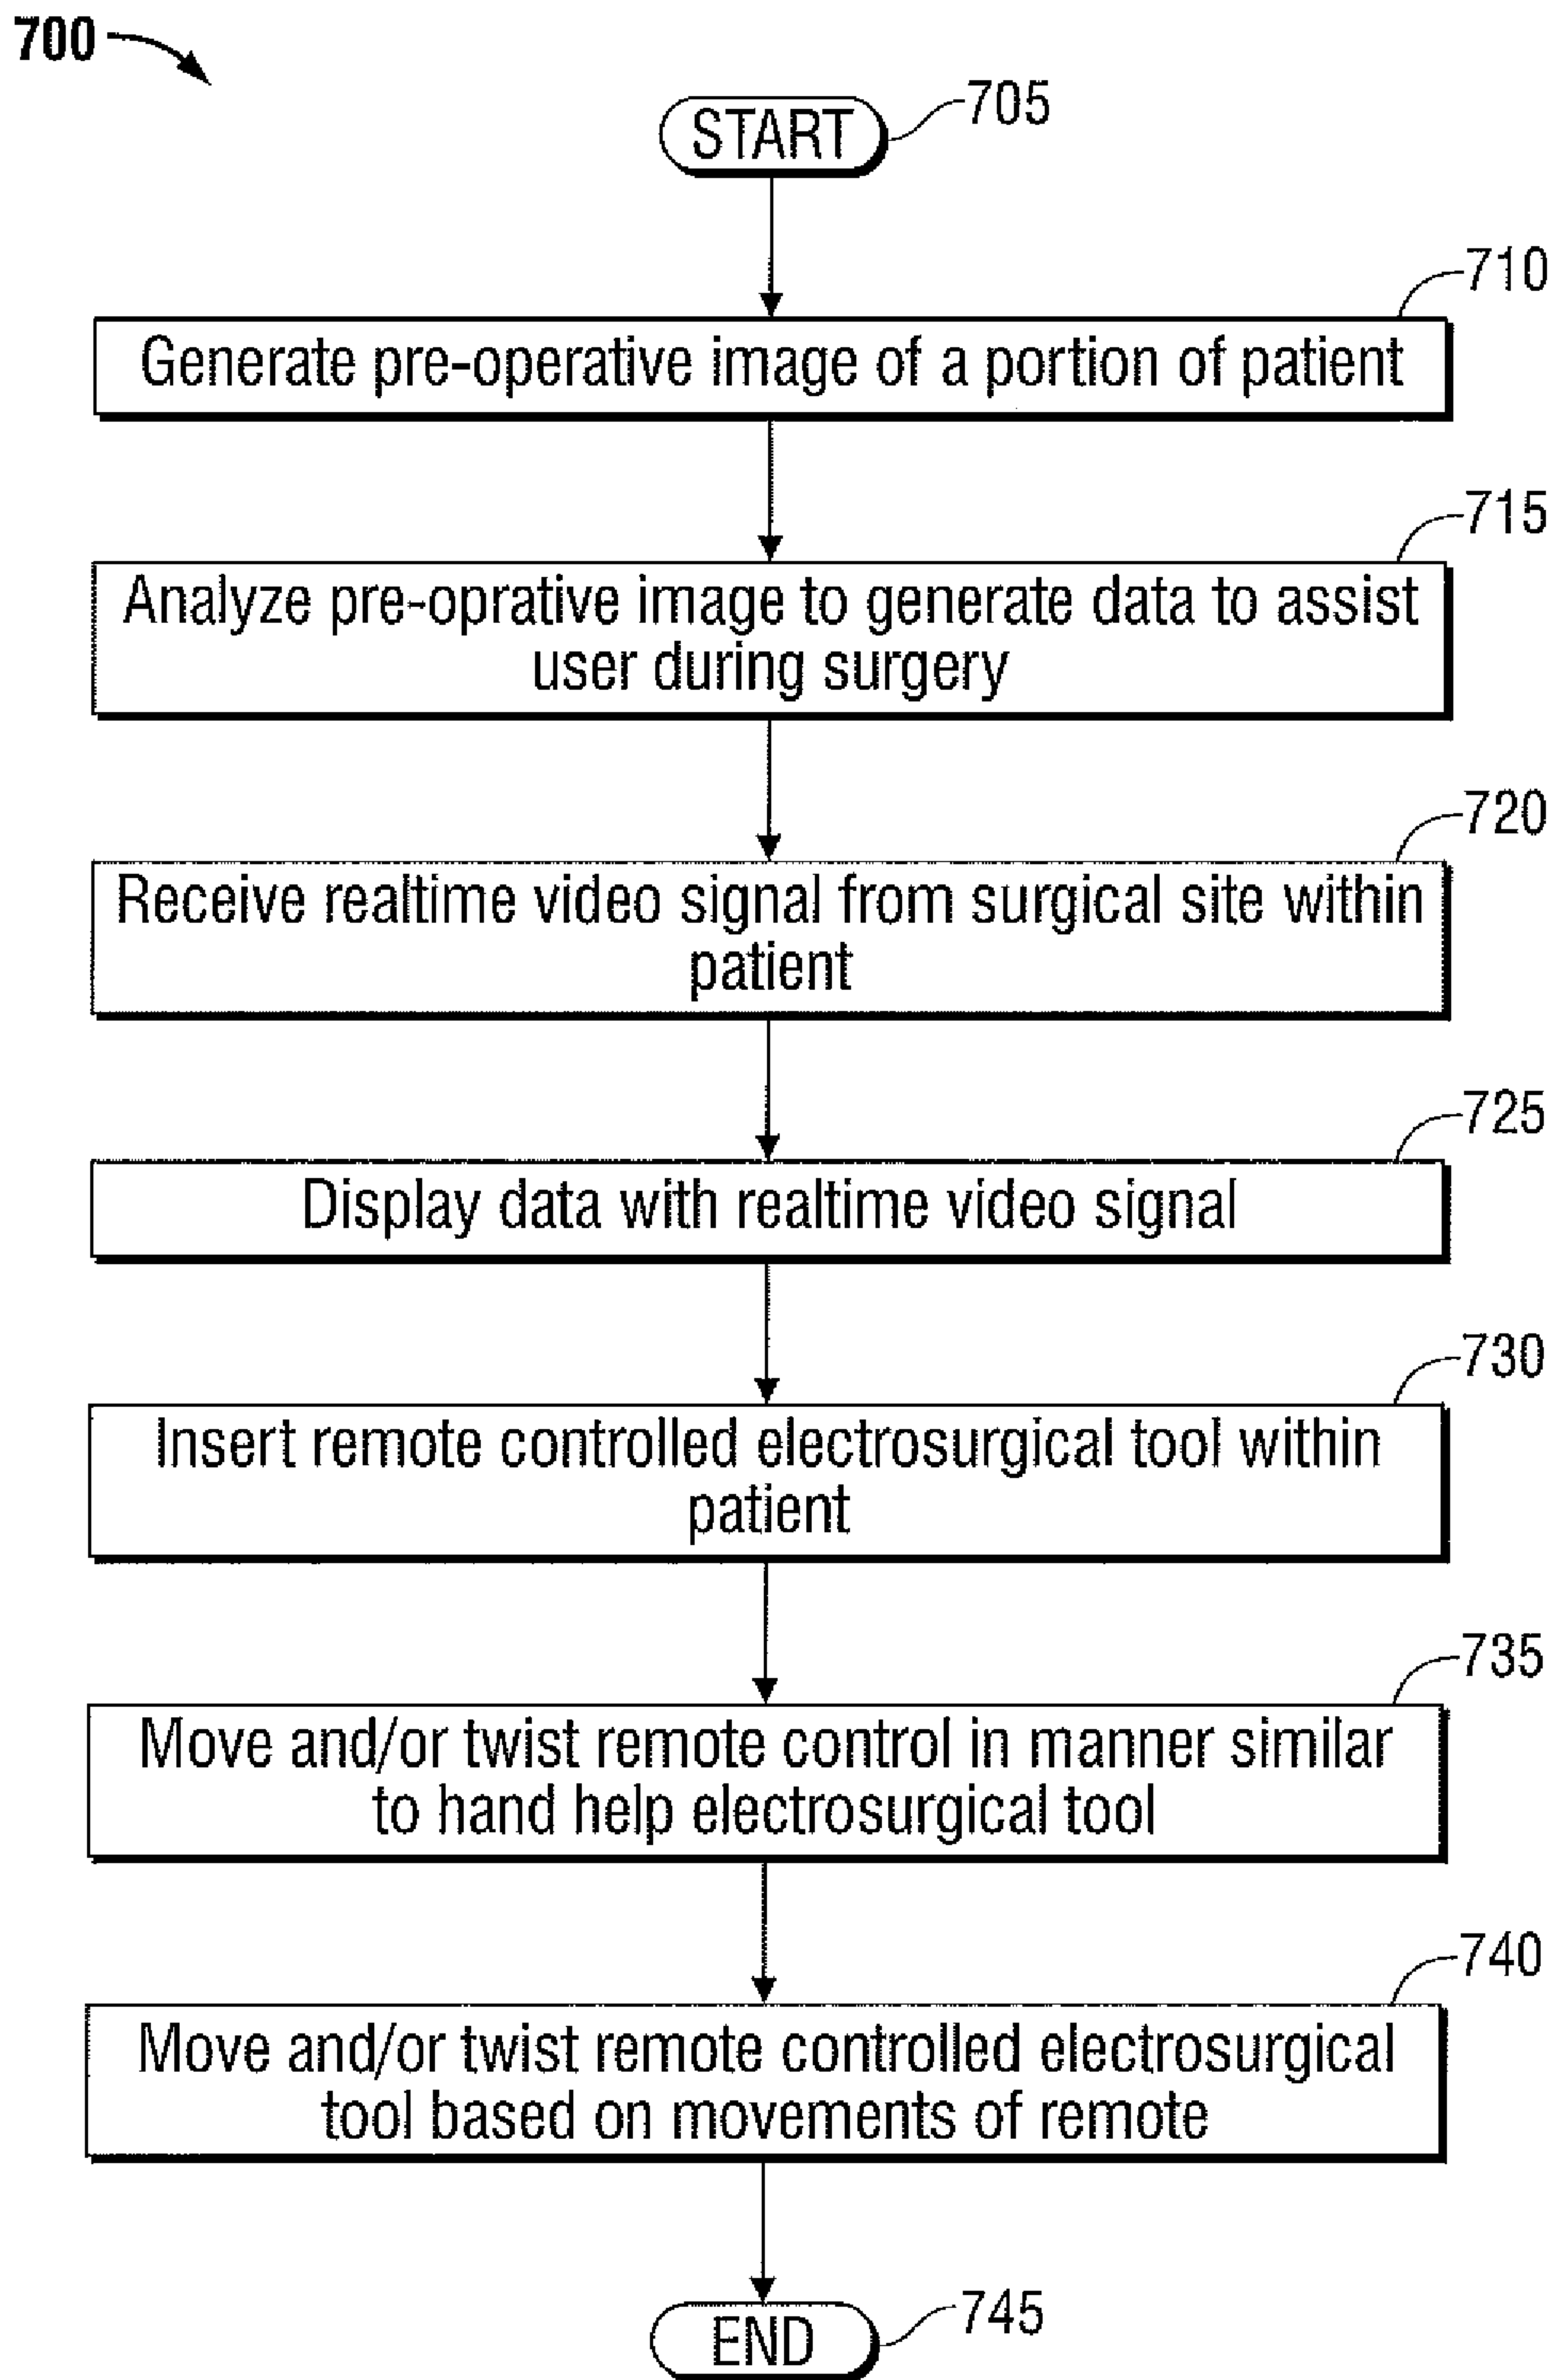 700
START
705
710
Generate pre-operative image of a portion of patient
715
Analyze pre-oprative image to generate data to assist
user during surgery
720
Receive realtime video signal from surgical site within
patient
725
Display data with realtime video signal
730
Insert remote controlled electrosurgical tool within
patient
735
Move and/or twist remote control in manner similar
to hand help electrosurgical tool
740
Move and/or twist remote controlled electrosurgical
tool based on movements of remote
END
745